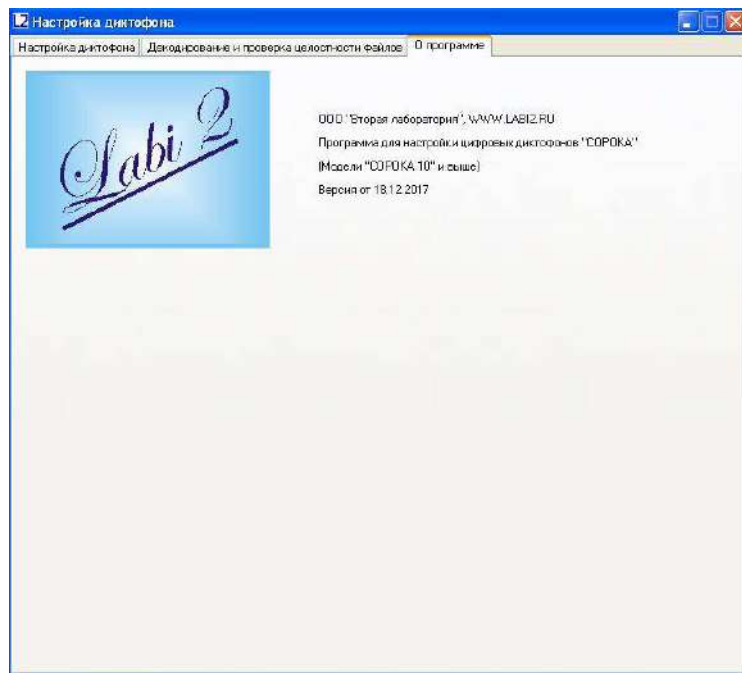 Настройка диктофона
Настройка диктофона Декодирование и проверка целостности файлов О программе
Labi 2
ООО "Вторая лаборатория", WWW.LABI2.RU
Программа для настройки цифровых диктофонов "СОРОКА"
(Модели "СОРОКА 10" и выше)
Версия от 18.12.2017